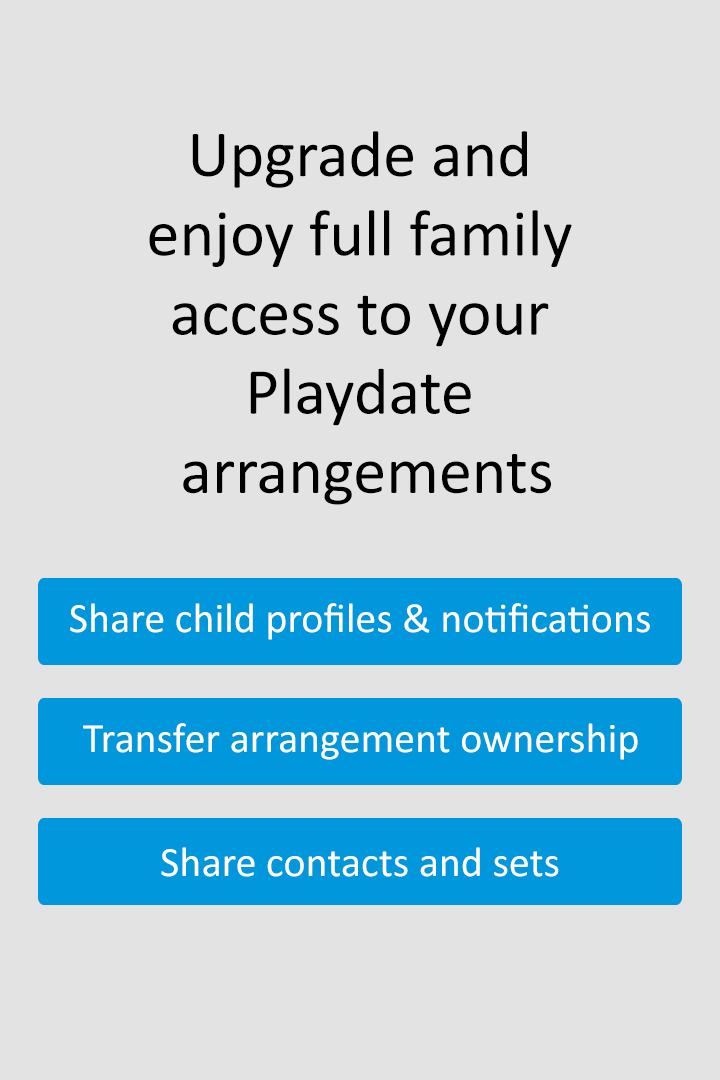 Upgrade and
enjoy full family
access to your
Playdate
arrangements
Share child profiles & notifications
Transfer arrangement ownership
Share contacts and sets